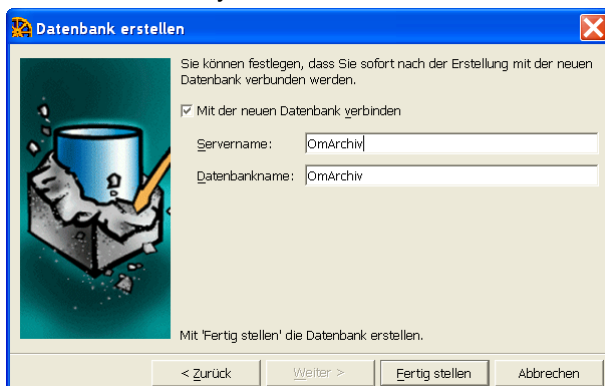 Datenbank erstellen
Sie können festlegen, dass Sie sofort nach der Erstellung mit der neuen
Datenbank verbunden werden.
Mit der neuen Datenbank verbinden
Servername: OmArchiv
Datenbankname: OmArchiv
Mit 'Fertig stellen' die Datenbank erstellen.
< Zurück Weiter > Fertig stellen Abbrechen